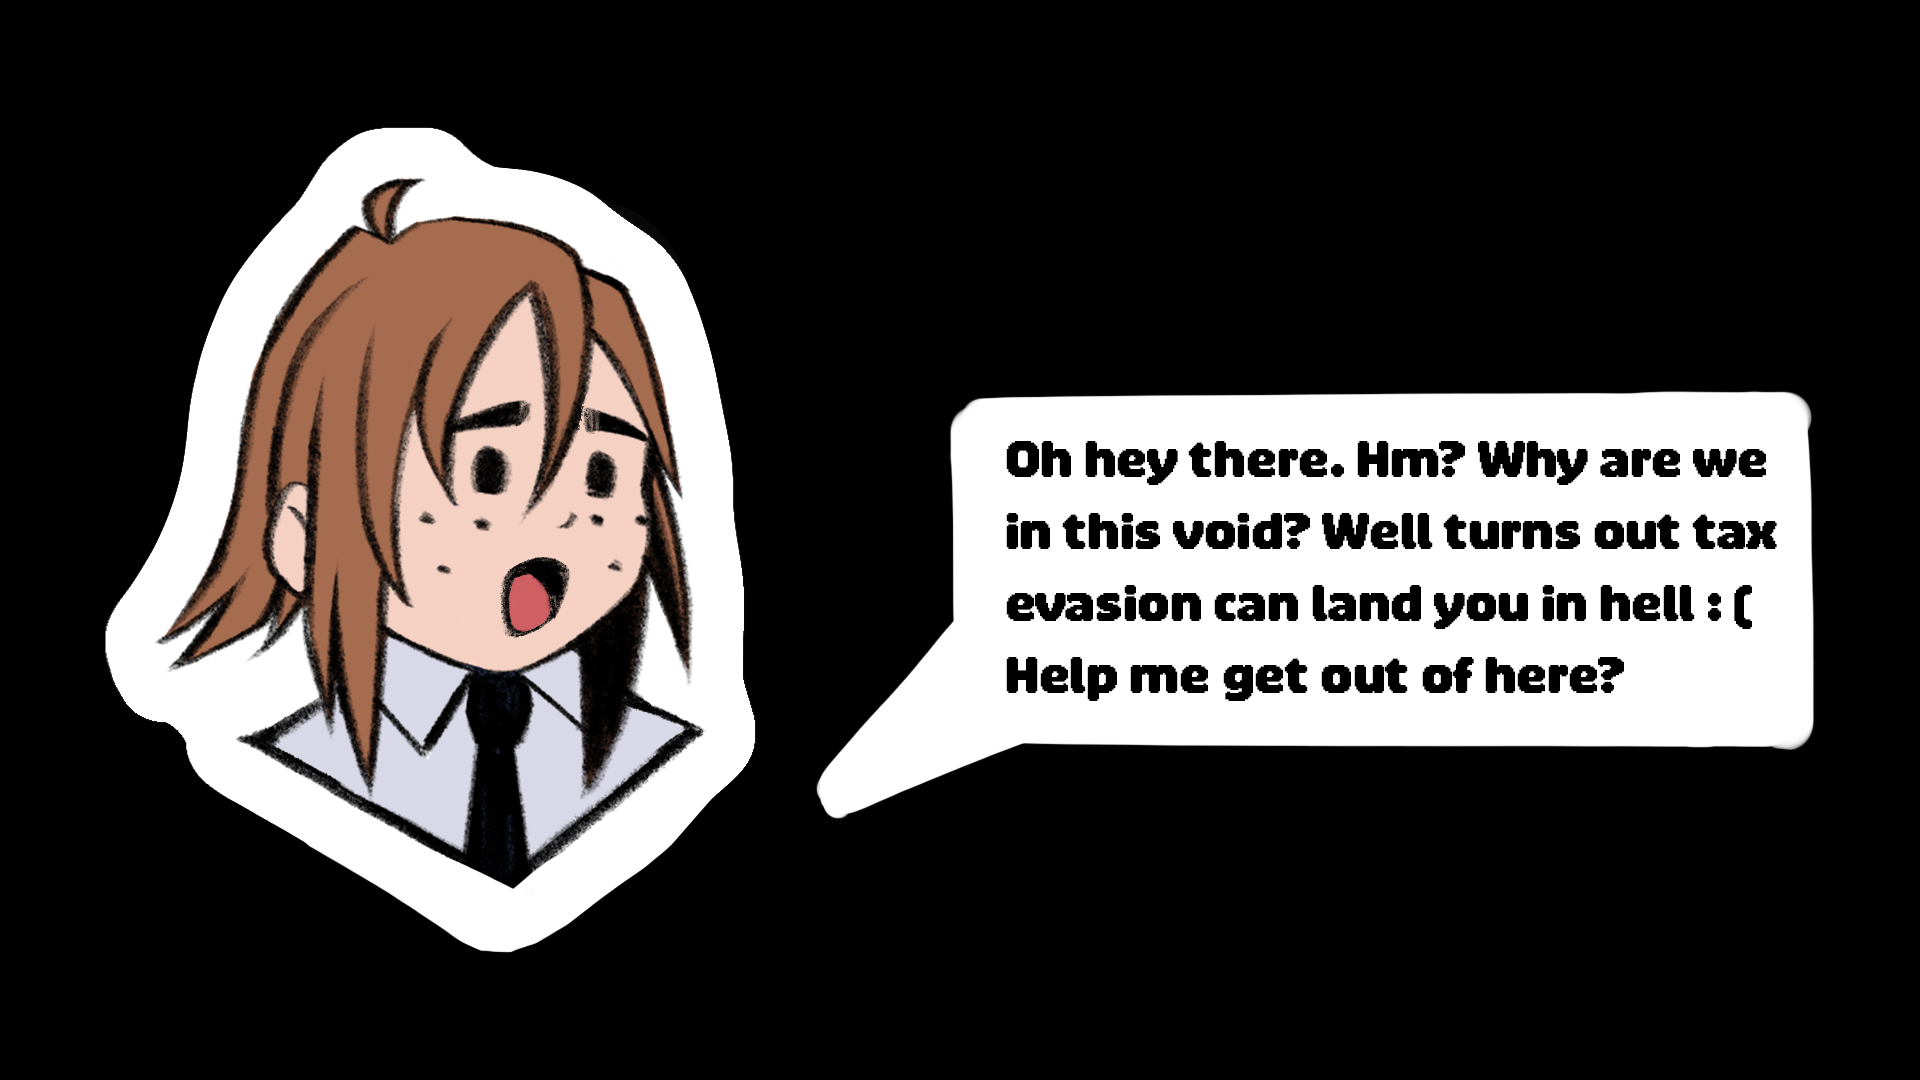 Oh hey there. Hm? Why are we
in this void? Well turns out tax
evasion can land you in hell : (
Help me get out of here?